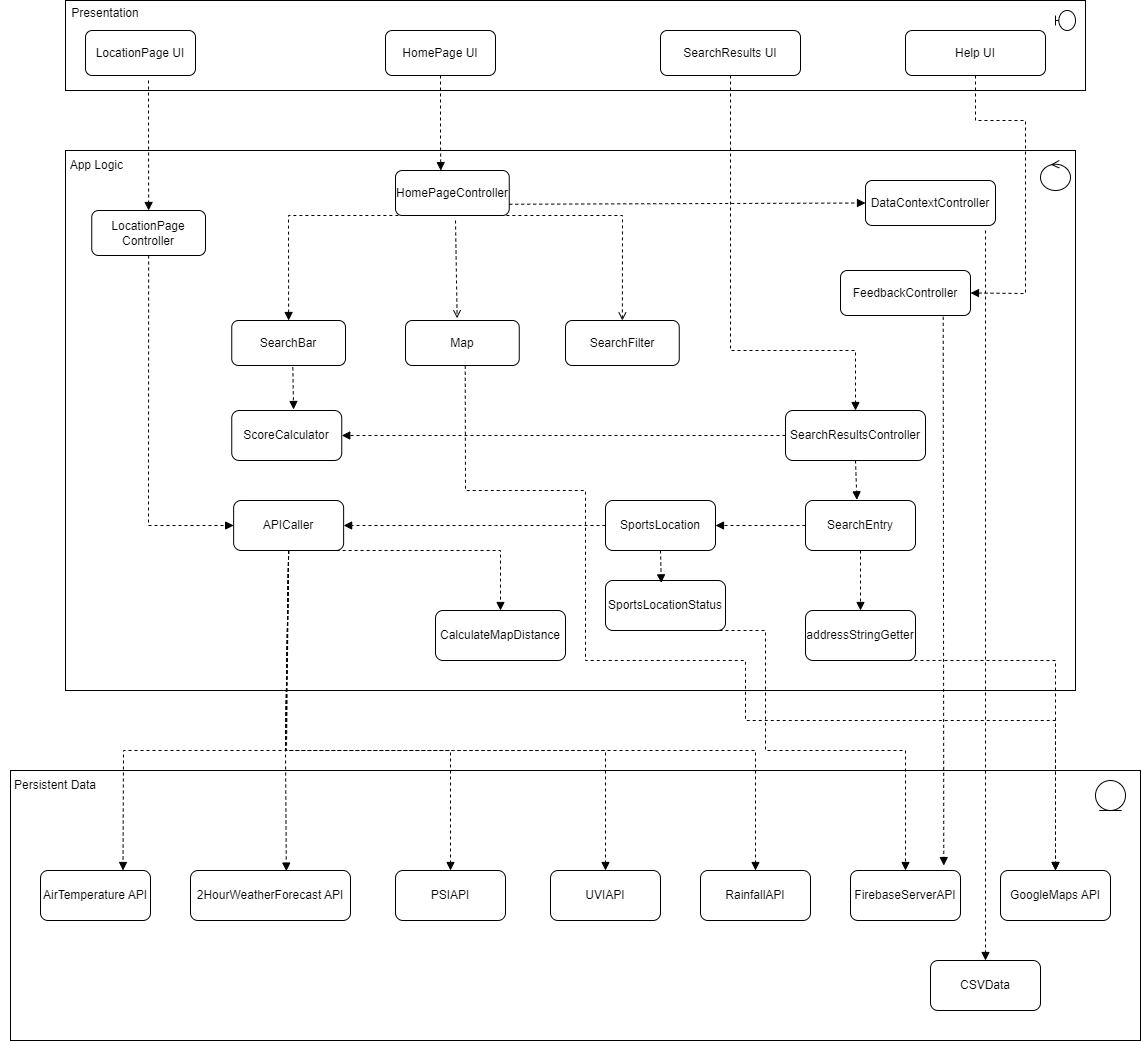 Presentation
LocationPage UI
HomePage UI
SearchResults UI
Help UI
App Logic
HomePageController
DataContextController
LocationPage
Controller
FeedbackController
SearchBar
Map
SearchFilter
ScoreCalculator
SearchResultsController
APICaller
SportsLocation
SearchEntry
SportsLocationStatus
CalculateMapDistance
addressStringGetter
Persistent Data
AirTemperature API
2HourWeatherForecast API
PSIAPI
UVIAPI
RainfallAPI
FirebaseServerAPI
GoogleMaps API
CSVData